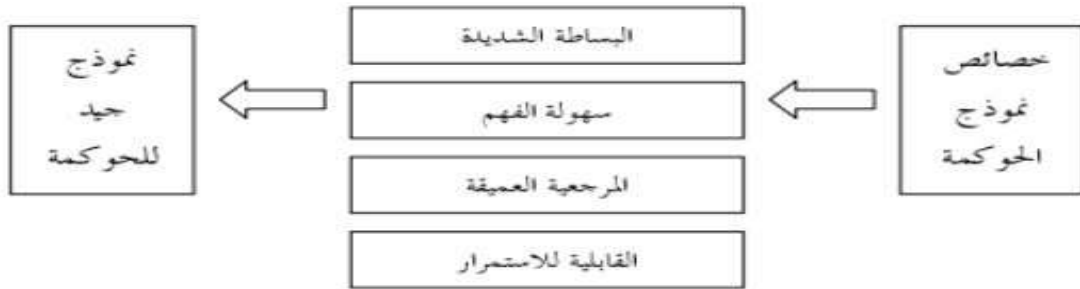 خصائص
نموذج
الحوكمة
البساطة الشديدة
سهولة الفهم
المرجعية العميقة
القابلية للاستمرار
نموذج
جيد
للحوكمة